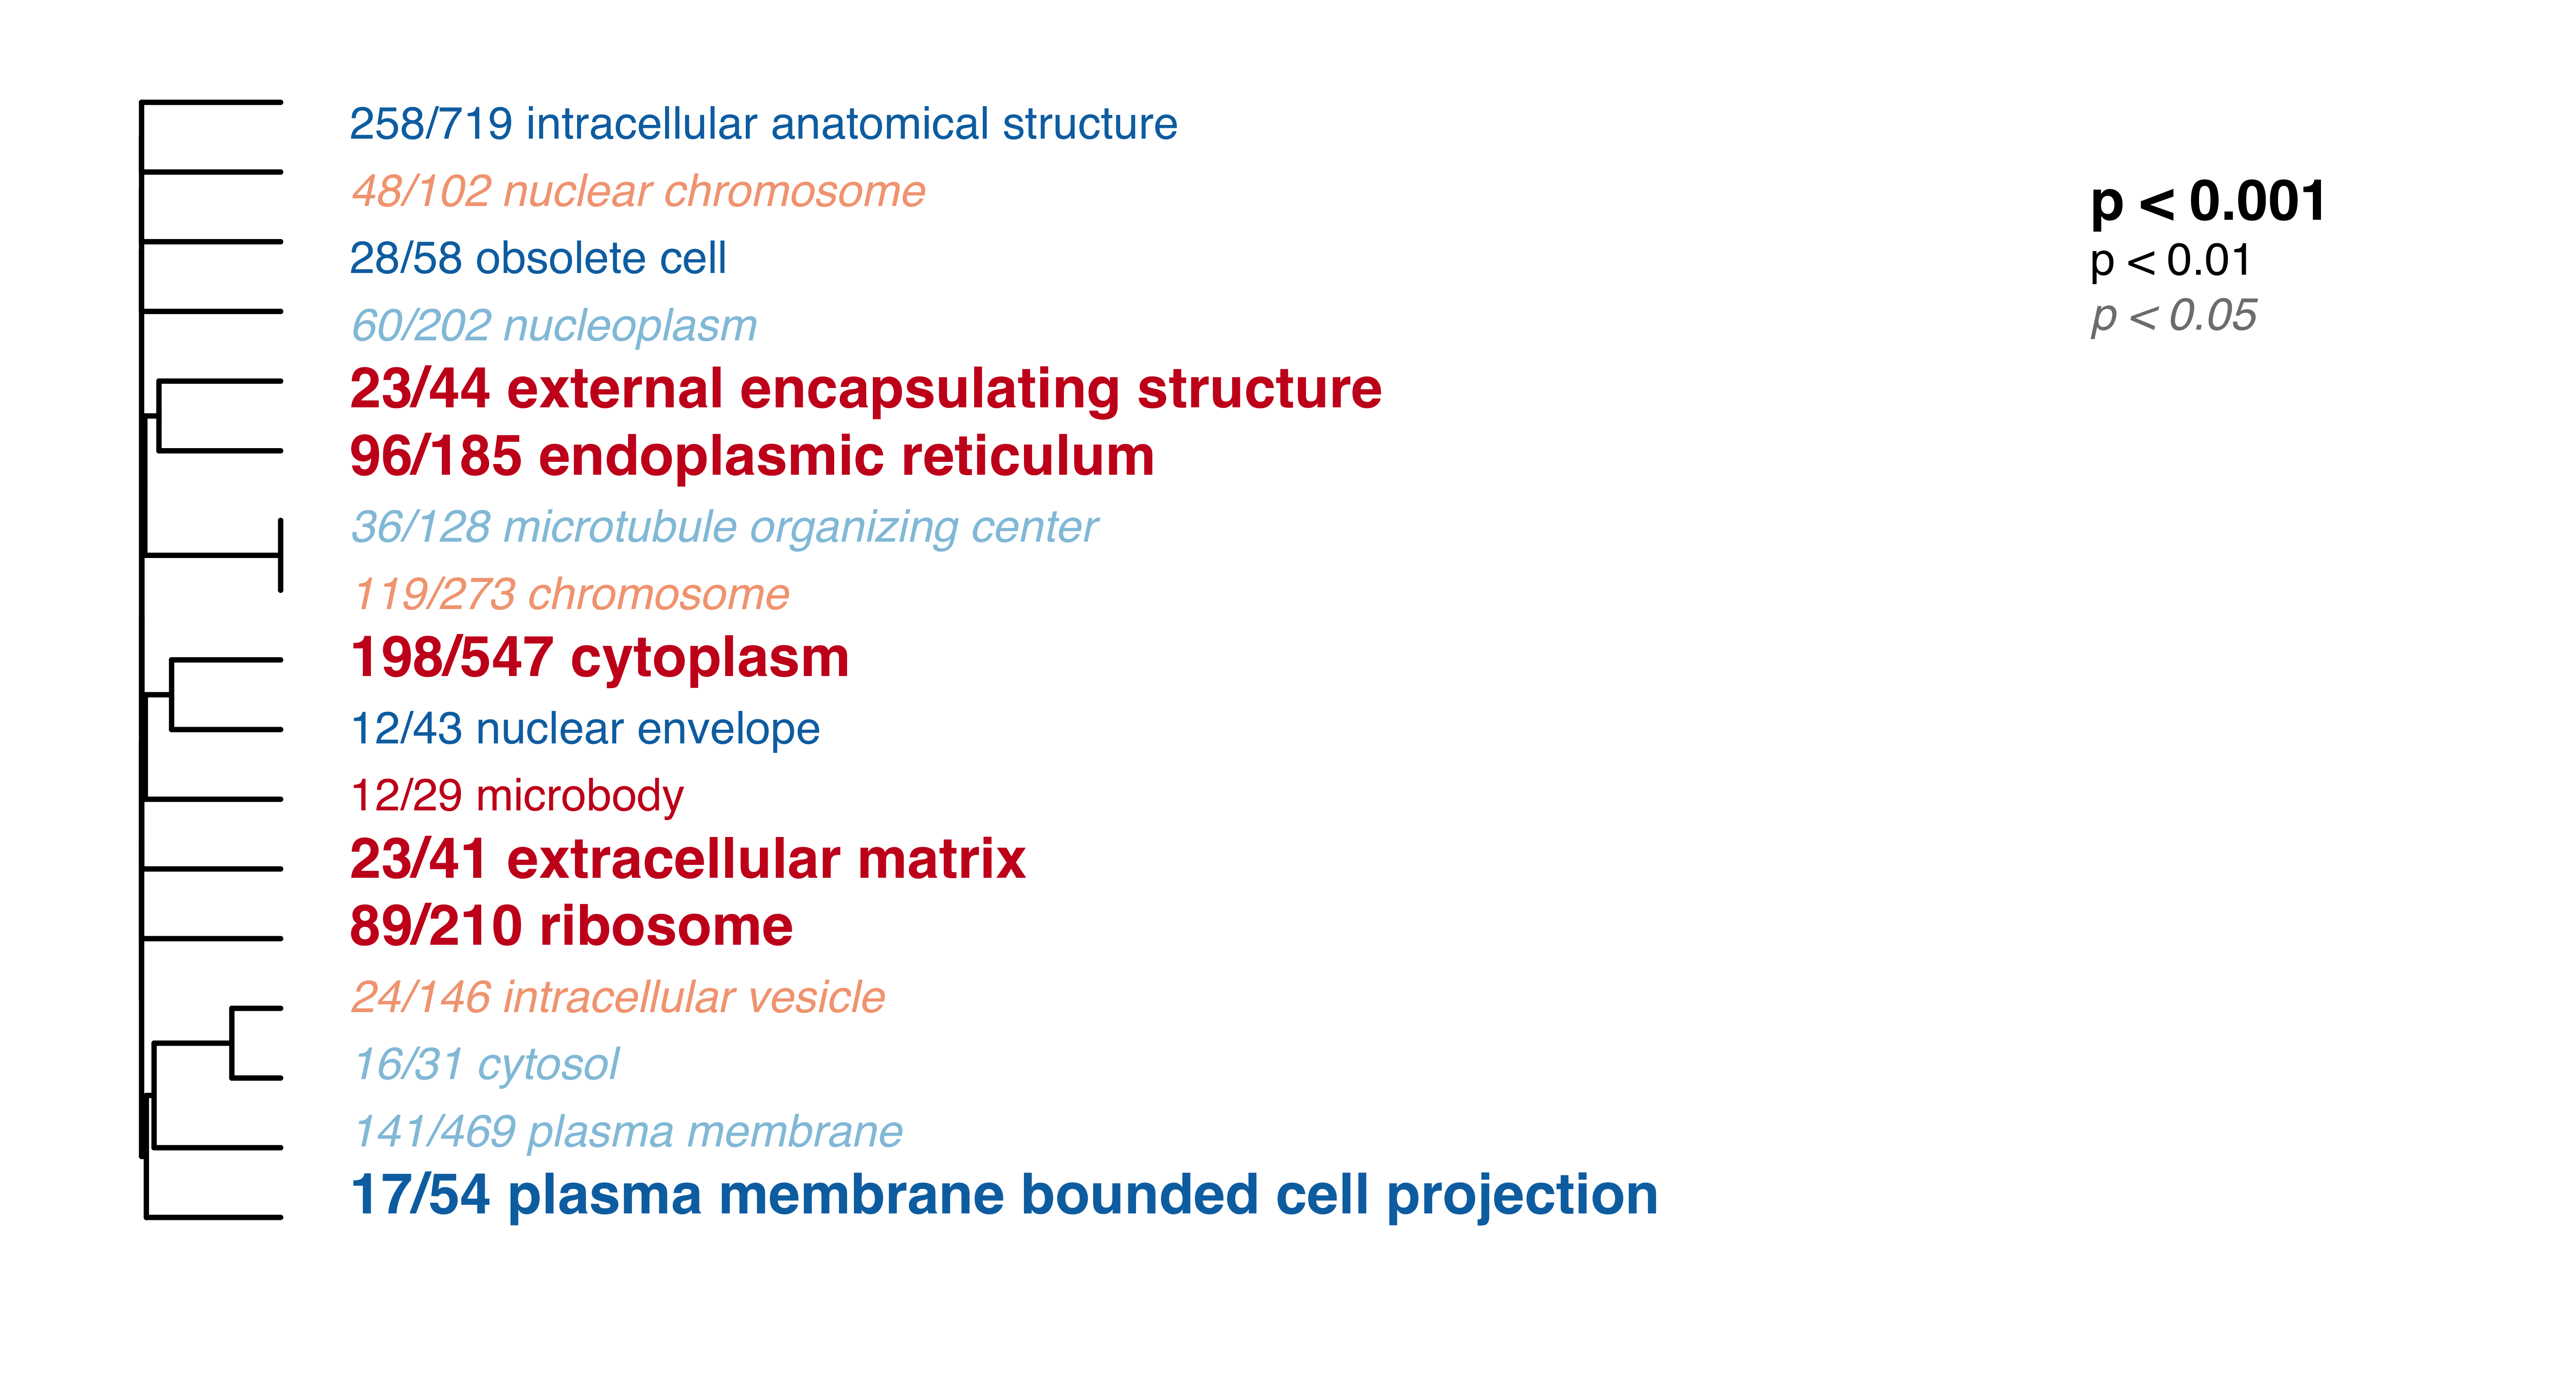 258/719 intracellular anatomical structure
48/102 nuclear chromosome
28/58 obsolete cell
60/202 nucleoplasm
23/44 external encapsulating structure
96/185 endoplasmic reticulum
36/128 microtubule organizing center
119/273 chromosome
198/547 cytoplasm
12/43 nuclear envelope
12/29 microbody
23/41 extracellular matrix
89/210 ribosome
24/146 intracellular vesicle
16/31 cytosol
141/469 plasma membrane
17/54 plasma membrane bounded cell projection
p < 0.001
p < 0.01
p < 0.05